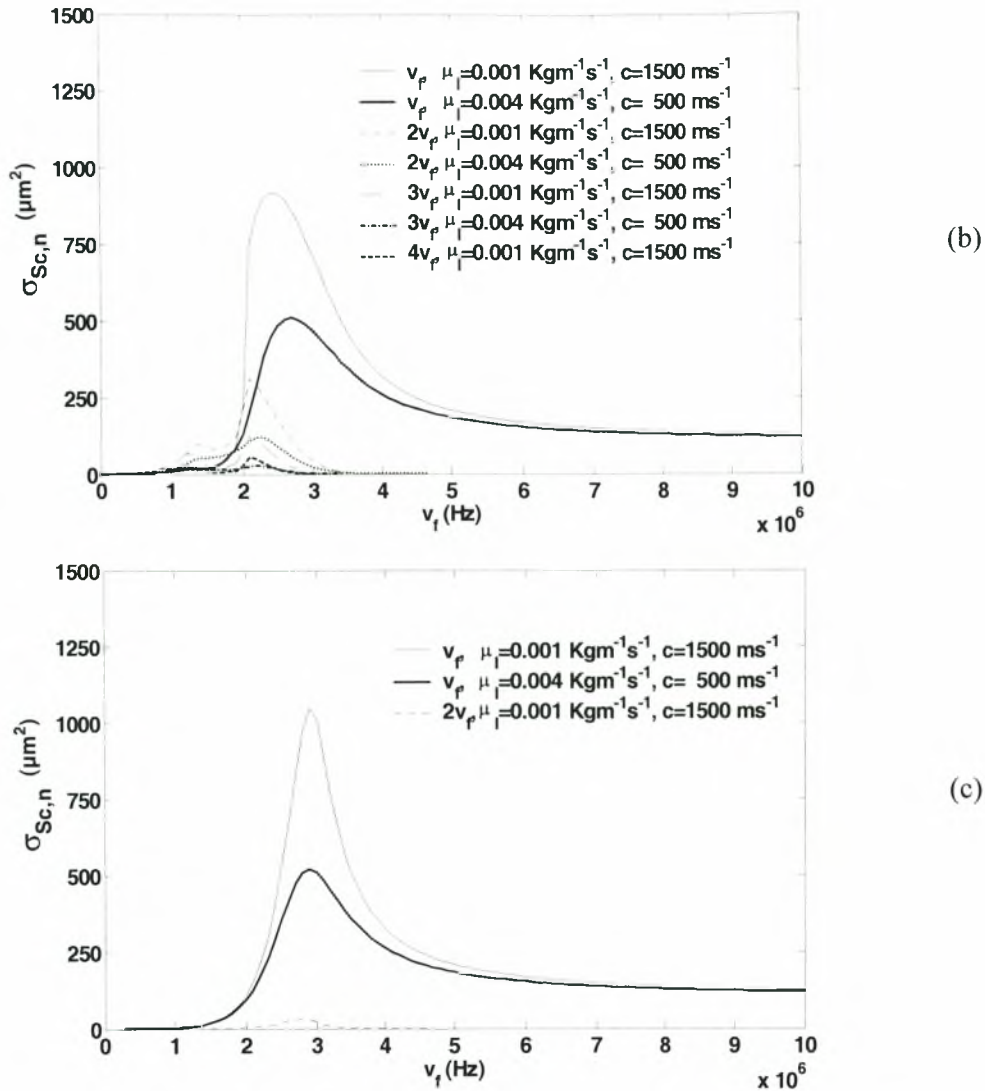 1500
1250
1000
750
500
250
0
σSc,n (μm²)
vf, μl=0.001 Kgm⁻¹s⁻¹, c=1500 ms⁻¹
vf, μl=0.004 Kgm⁻¹s⁻¹, c= 500 ms⁻¹
2vf, μl=0.001 Kgm⁻¹s⁻¹, c=1500 ms⁻¹
2vf, μl=0.004 Kgm⁻¹s⁻¹, c= 500 ms⁻¹
3vf, μl=0.001 Kgm⁻¹s⁻¹, c=1500 ms⁻¹
3vf, μl=0.004 Kgm⁻¹s⁻¹, c= 500 ms⁻¹
4vf, μl=0.001 Kgm⁻¹s⁻¹, c=1500 ms⁻¹
(b)
0 1 2 3 4 5 6 7 8 9 10
vf (Hz)
x 10⁶
1500
1250
1000
750
500
250
0
σSc,n (μm²)
vf, μl=0.001 Kgm⁻¹s⁻¹, c=1500 ms⁻¹
vf, μl=0.004 Kgm⁻¹s⁻¹, c= 500 ms⁻¹
2vf, μl=0.001 Kgm⁻¹s⁻¹, c=1500 ms⁻¹
(c)
0 1 2 3 4 5 6 7 8 9 10
vf (Hz)
x 10⁶